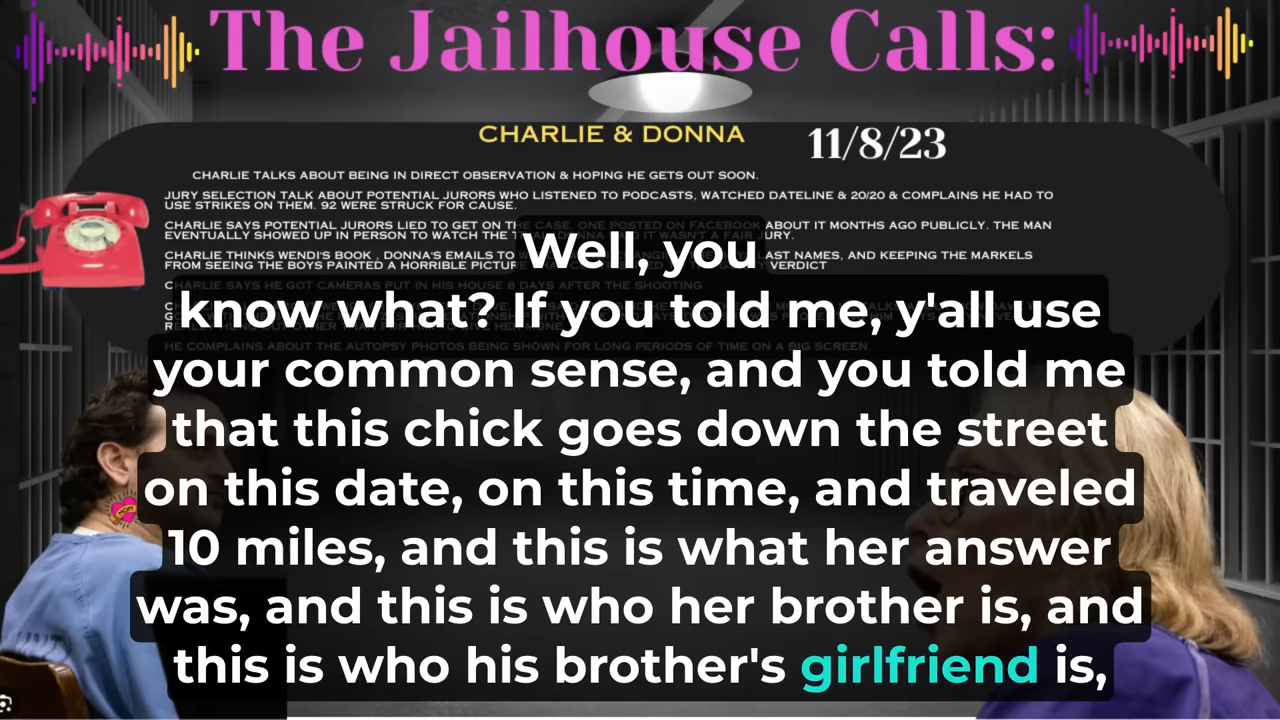 The Jailhouse Calls:
CHARLIE & DONNA
11/8/23
CHARLIE TALKS ABOUT BEING IN DIRECT OBSERVATION & HOPING HE GETS OUT SOON.
JURY SELECTION TALK ABOUT POTENTIAL JURORS WHO LISTENED TO PODCASTS, WATCHED DATELINE & 20/20 & COMPLAINS HE HAD TO
USE STRIKES ON THEM. 92 WERE STRUCK FOR CAUSE.
CHARLIE SAYS POTENTIAL JURORS LIED TO GET ON THE CASE. ONE POSTED ON FACEBOOK ABOUT IT MONTHS AGO PUBLICLY. THE MAN
EVENTUALLY SHOWED UP IN PERSON TO WATCH THE JURY.
CHARLIE THINKS WENDI'S BOOK , DONNA'S EMAILS TO LAST NAMES, AND KEEPING THE MARKELS
FROM SEEING THE BOYS PAINTED A HORRIBLE PICTURE VERDICT
CHARLIE SAYS HE GOT CAMERAS PUT IN HIS HOUSE 8 DAYS AFTER THE SHOOTING
HE COMPLAINS ABOUT THE AUTOPSY PHOTOS BEING SHOWN FOR LONG PERIODS OF TIME ON A BIG SCREEN.
Well, you
know what? If you told me, y'all use
your common sense, and you told me
that this chick goes down the street
on this date, on this time, and traveled
10 miles, and this is what her answer
was, and this is who her brother is, and
this is who his brother's girlfriend is,
MOM